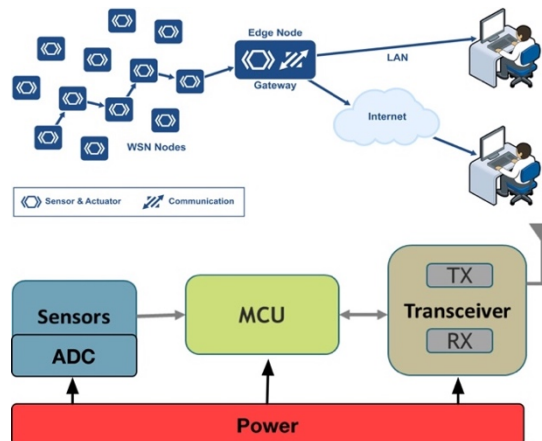 Edge Node
Gateway
LAN
Internet
WSN Nodes
Sensor & Actuator
Communication
Sensors
ADC
MCU
TX
Transceiver
RX
Power